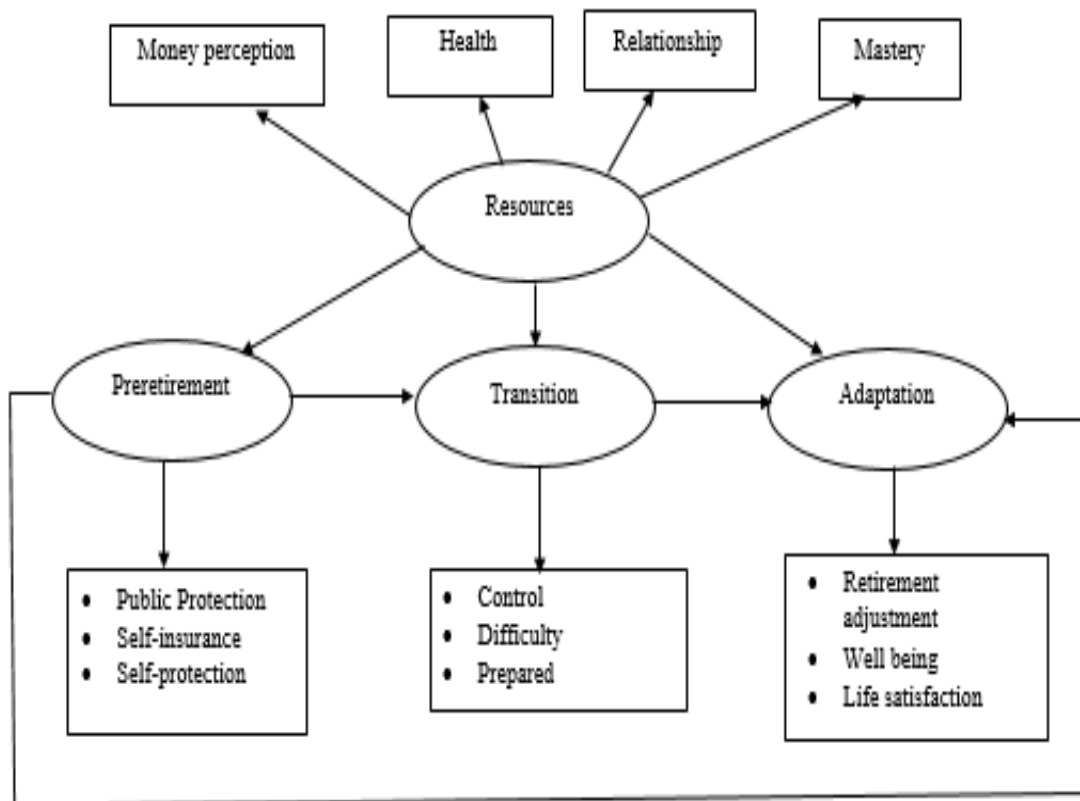 Money perception
Health
Relationship
Mastery
Resources
Preretirement
Transition
Adaptation
• Public Protection
• Self-insurance
• Self-protection
• Control
• Difficulty
• Prepared
• Retirement
adjustment
• Well being
• Life satisfaction